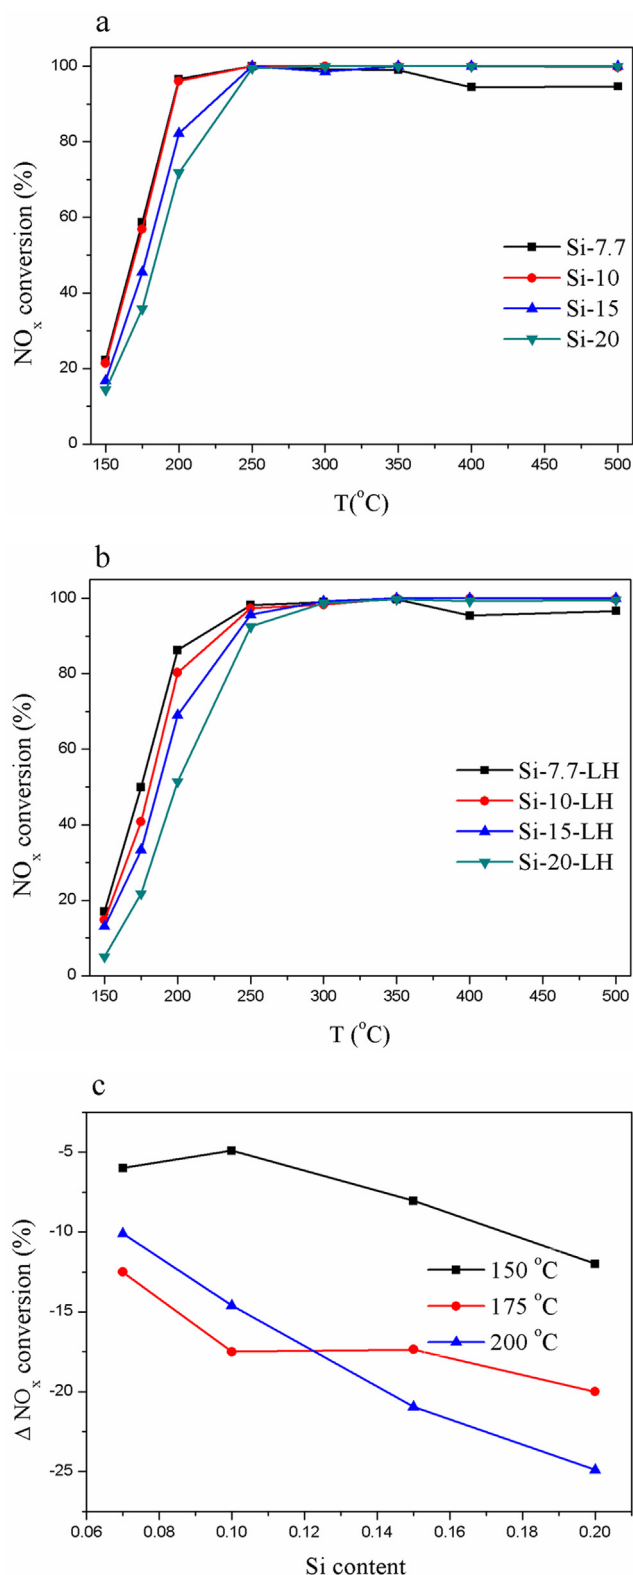 a
NOx conversion (%)
100
80
60
40
20
0
Si-7.7
Si-10
Si-15
Si-20
150 200 250 300 350 400 450 500
T(°C)
b
NOx conversion (%)
100
80
60
40
20
0
Si-7.7-LH
Si-10-LH
Si-15-LH
Si-20-LH
150 200 250 300 350 400 450 500
T (°C)
c
Δ NOx conversion (%)
-5
-10
-15
-20
-25
150 °C
175 °C
200 °C
0.06 0.08 0.10 0.12 0.14 0.16 0.18 0.20
Si content